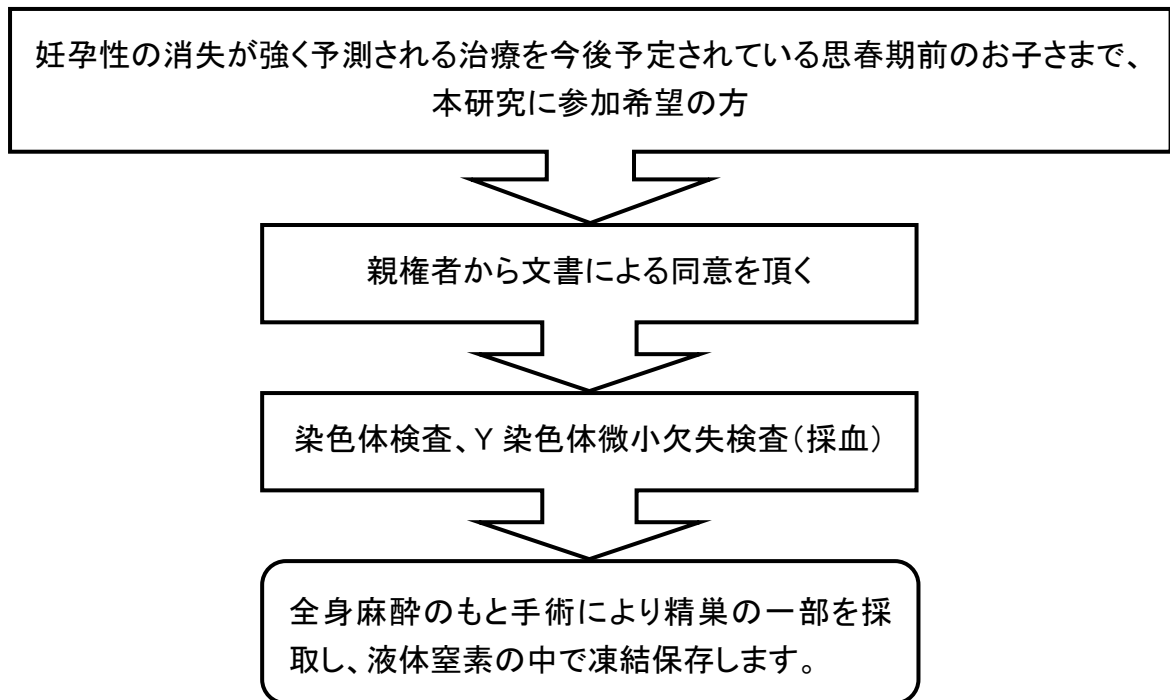 妊孕性の消失が強く予測される治療を今後予定されている思春期前のお子さまで、
本研究に参加希望の方
親権者から文書による同意を頂く
染色体検査、Y 染色体微小欠失検査(採血)
全身麻酔のもと手術により精巣の一部を採
取し、液体窒素の中で凍結保存します。